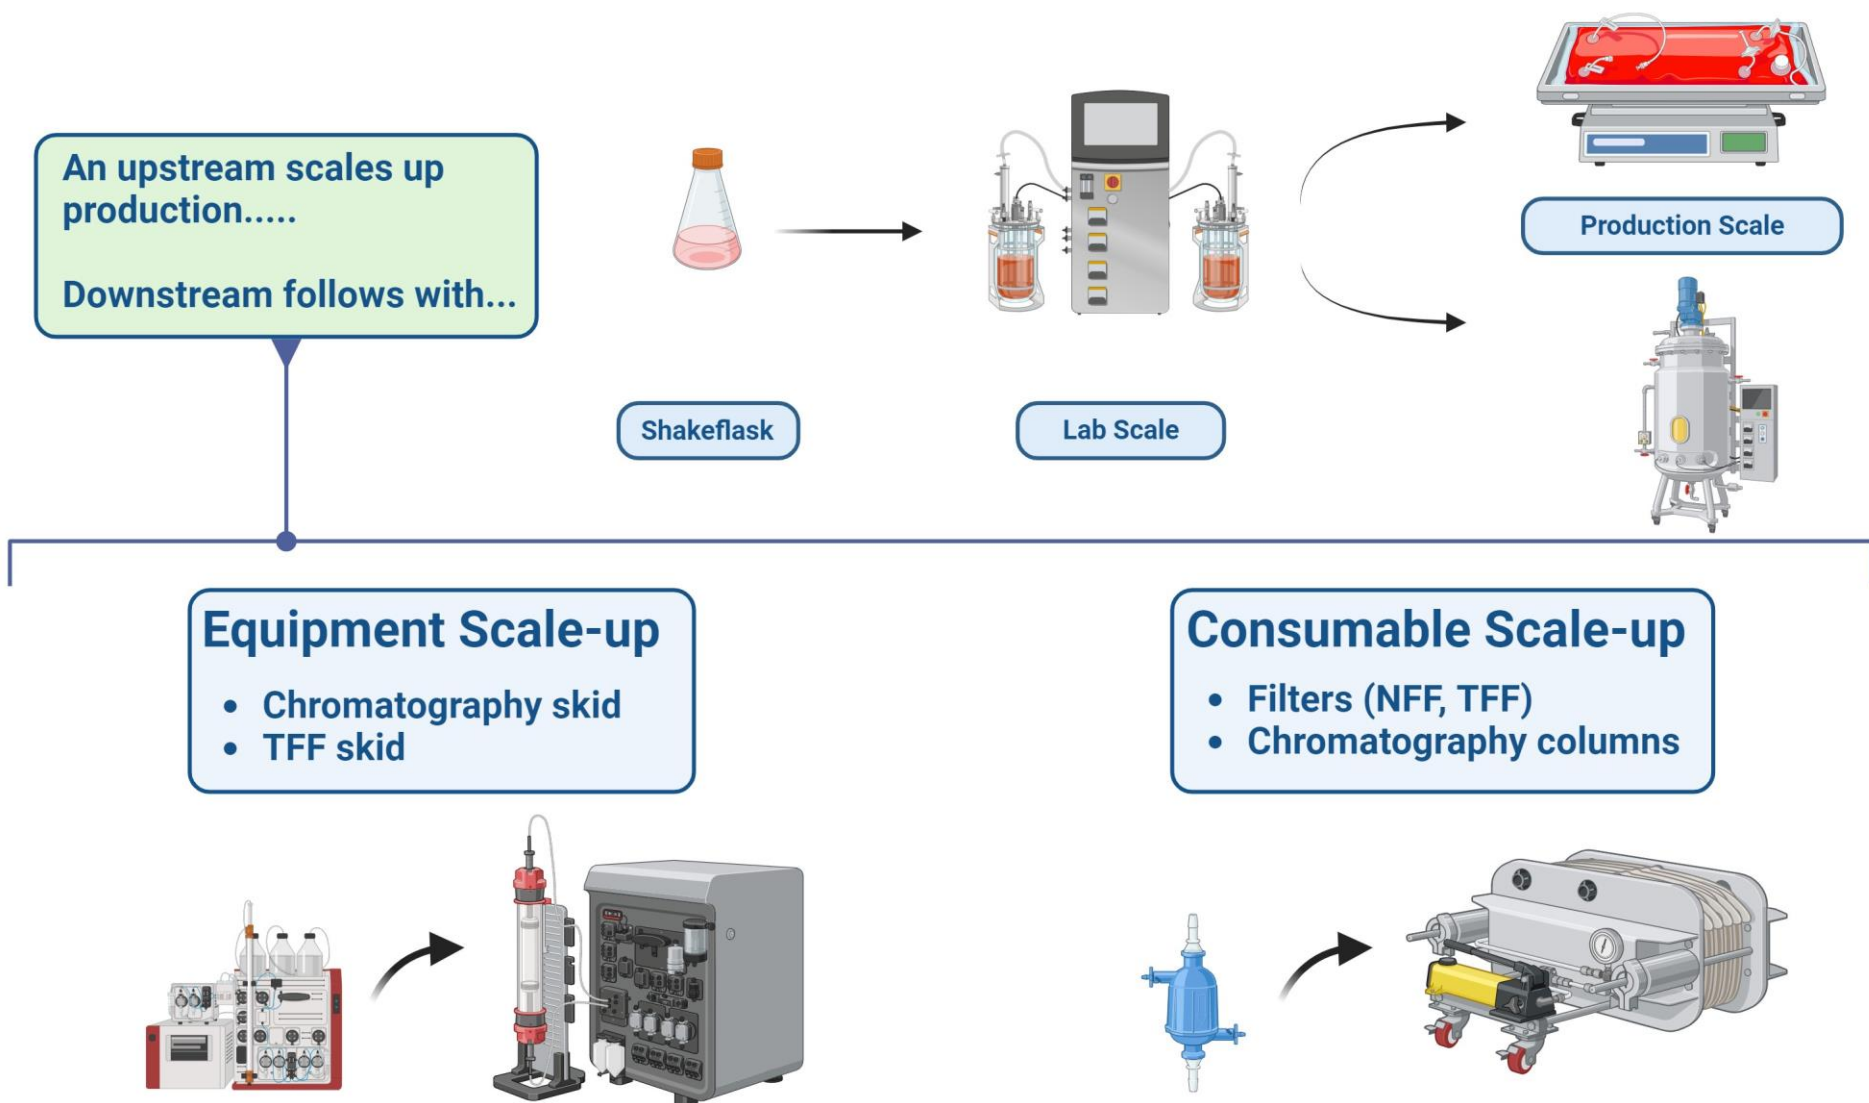 An upstream scales up
production.....
Downstream follows with...
Shakeflask
Lab Scale
Production Scale
Equipment Scale-up
• Chromatography skid
• TFF skid
Consumable Scale-up
• Filters (NFF, TFF)
• Chromatography columns